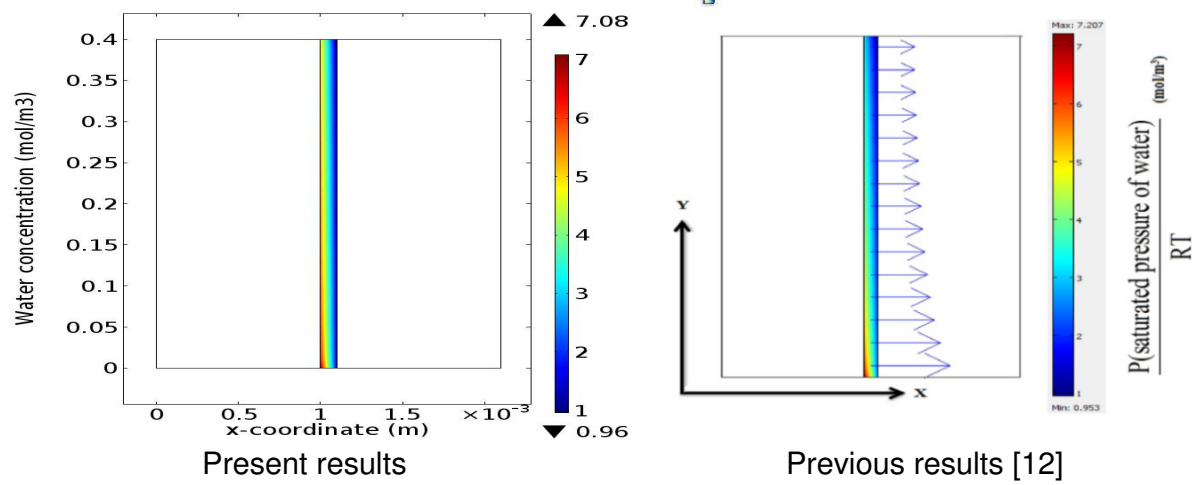 7.08
0.4
0.35
0.3
0.25
0.2
0.15
0.1
0.05
0
Water concentration (mol/m3)
0
0.5
1
1.5
×10⁻³
x-coordinate (m)
7
6
5
4
3
2
1
0.96
Present results
Y
X
Max: 7.207
7
6
5
4
3
2
1
Min: 0.953
P(saturated pressure of water)
RT
(mol/m³)
Previous results [12]